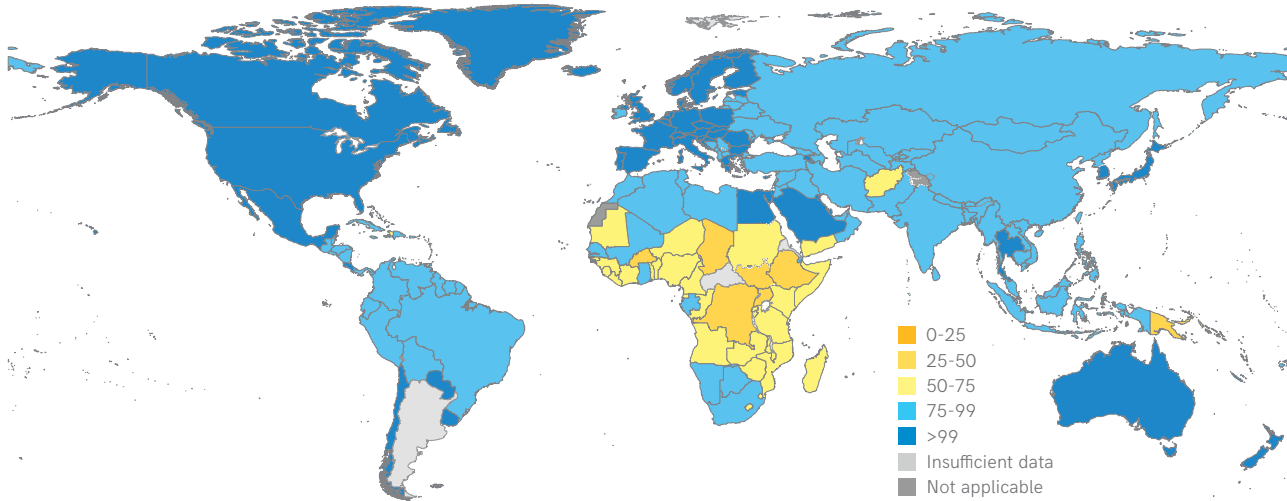 0-25
25-50
50-75
75-99
>99
Insufficient data
Not applicable